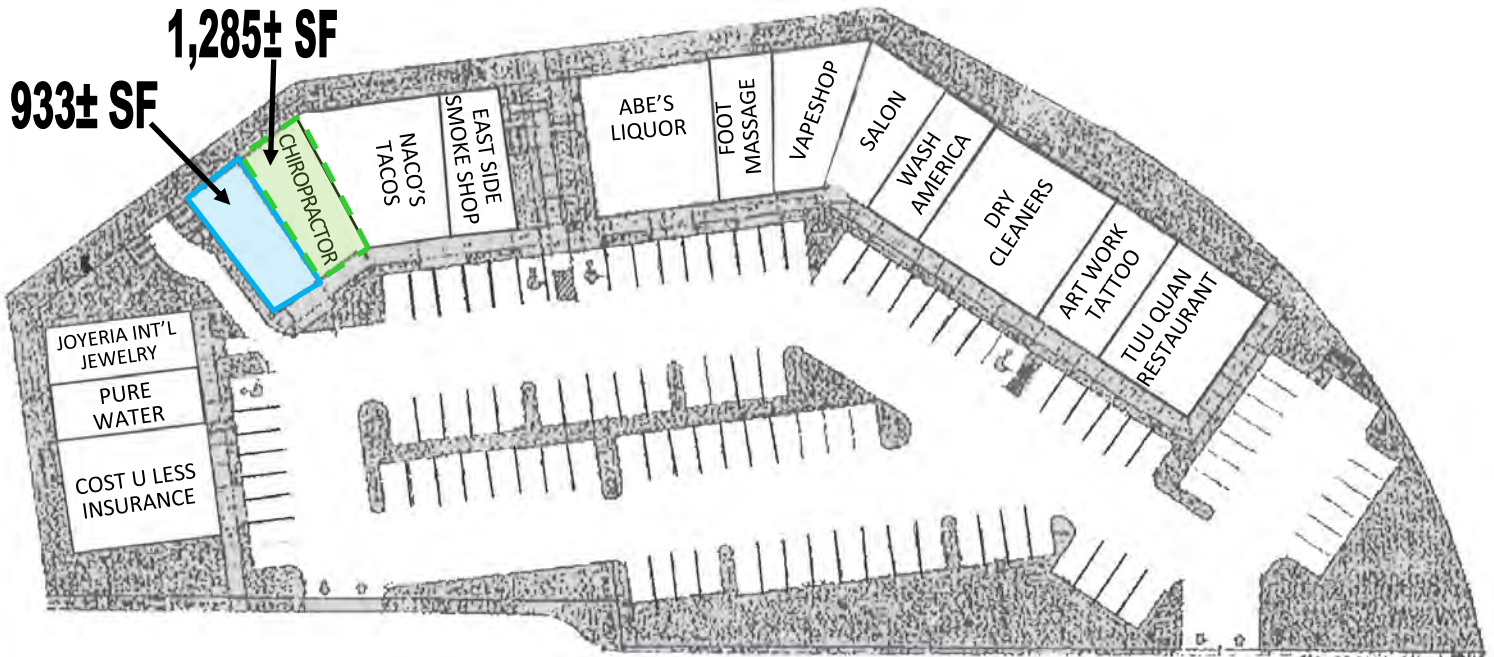 1,285± SF
933± SF
CHIROPRACTOR
NACO'S
TACOS
EAST SIDE
SMOKE SHOP
ABE'S
LIQUOR
FOOT
MASSAGE
VAPESHOP
SALON
WASH
AMERICA
DRY
CLEANERS
ART WORK
TATTOO
TUU QUAN
RESTAURANT
JOYERIA INT'L
JEWELRY
PURE
WATER
COST U LESS
INSURANCE